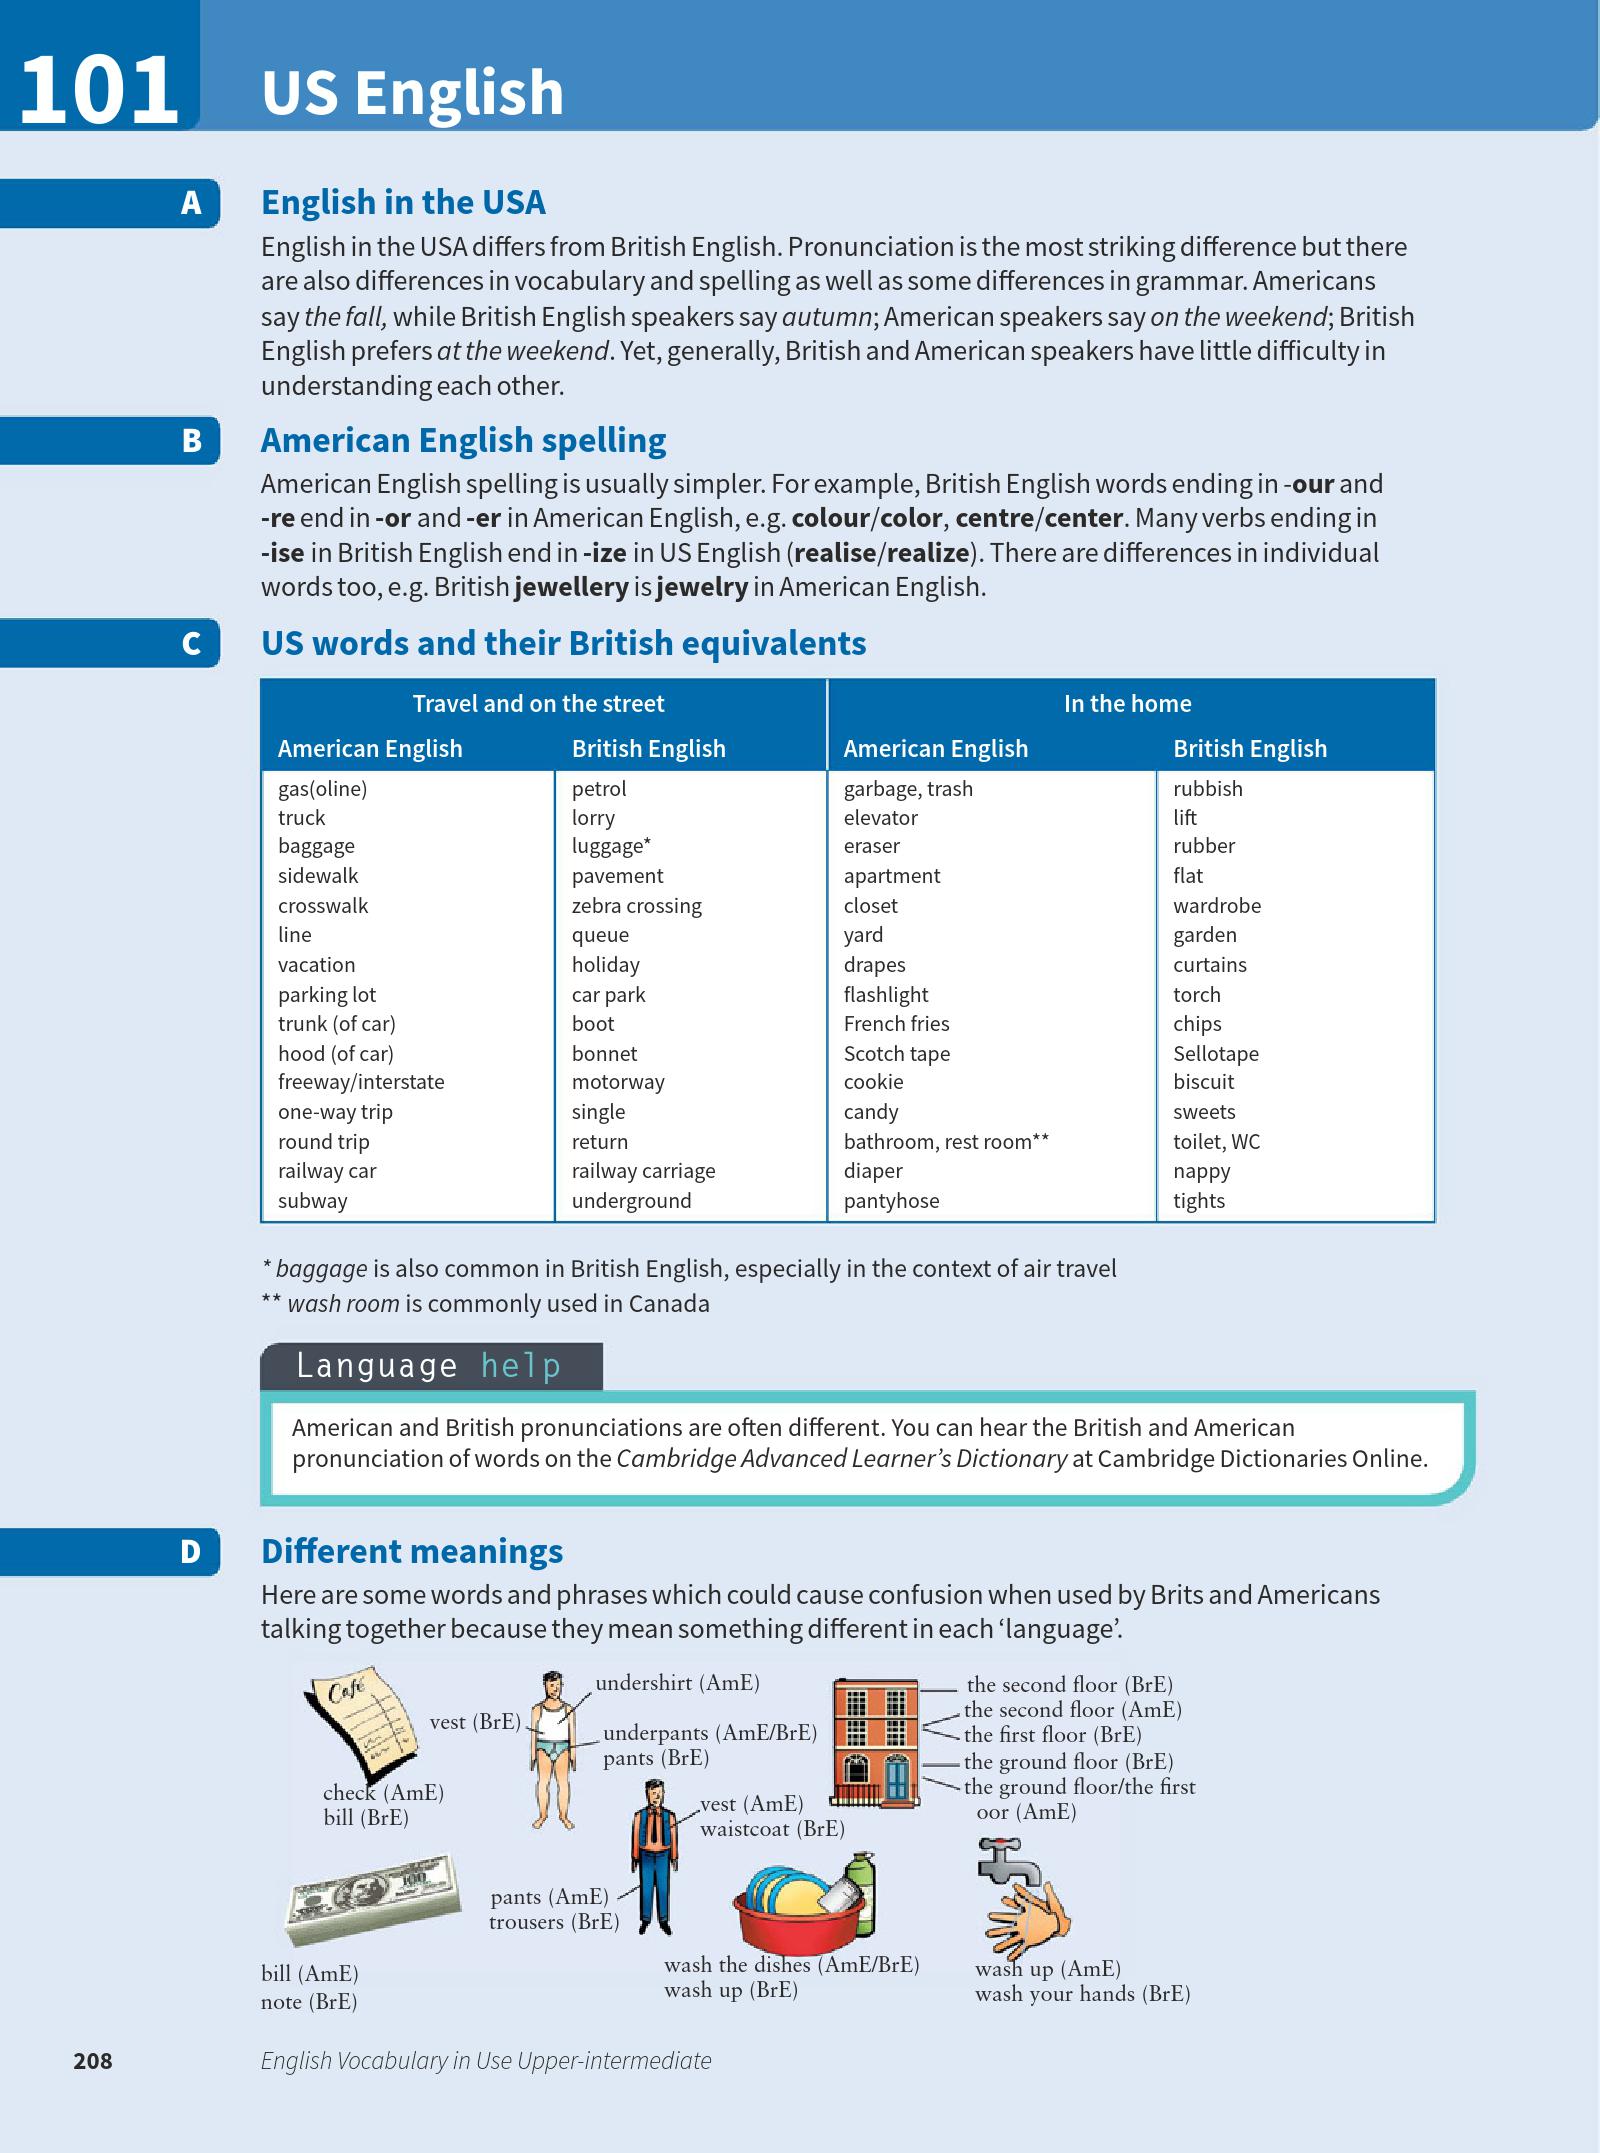 101
US English
A
English in the USA
English in the USA differs from British English. Pronunciation is the most striking difference but there
are also differences in vocabulary and spelling as well as some differences in grammar. Americans
say the fall, while British English speakers say autumn; American speakers say on the weekend; British
English prefers at the weekend. Yet, generally, British and American speakers have little difficulty in
understanding each other.
B
American English spelling
American English spelling is usually simpler. For example, British English words ending in -our and
-re end in -or and -er in American English, e.g. colour/color, centre/center. Many verbs ending in
-ise in British English end in -ize in US English (realise/realize). There are differences in individual
words too, e.g. British jewellery is jewelry in American English.
C
US words and their British equivalents
Travel and on the street In the home
American English British English American English British English
gas(oline) petrol garbage, trash rubbish
truck lorry elevator lift
baggage luggage* eraser rubber
sidewalk pavement apartment flat
crosswalk zebra crossing closet wardrobe
line queue yard garden
vacation holiday drapes curtains
parking lot car park flashlight torch
trunk (of car) boot French fries chips
hood (of car) bonnet Scotch tape Sellotape
freeway/interstate motorway cookie biscuit
one-way trip single candy sweets
round trip return bathroom, rest room** toilet, WC
railway car railway carriage diaper nappy
subway underground pantyhose tights
* baggage is also common in British English, especially in the context of air travel
** wash room is commonly used in Canada
Language help
American and British pronunciations are often different. You can hear the British and American
pronunciation of words on the Cambridge Advanced Learner's Dictionary at Cambridge Dictionaries Online.
D
Different meanings
Here are some words and phrases which could cause confusion when used by Brits and Americans
talking together because they mean something different in each 'language'.
Café
check (AmE)
bill (BrE)
undershirt (AmE)
vest (BrE)
underpants (AmE/BrE)
pants (BrE)
the second floor (BrE)
the second floor (AmE)
the first floor (BrE)
the ground floor (BrE)
the ground floor/the first
oor (AmE)
vest (AmE)
waistcoat (BrE)
pants (AmE)
trousers (BrE)
100
bill (AmE)
note (BrE)
wash the dishes (AmE/BrE)
wash up (BrE)
wash up (AmE)
wash your hands (BrE)
208
English Vocabulary in Use Upper-intermediate